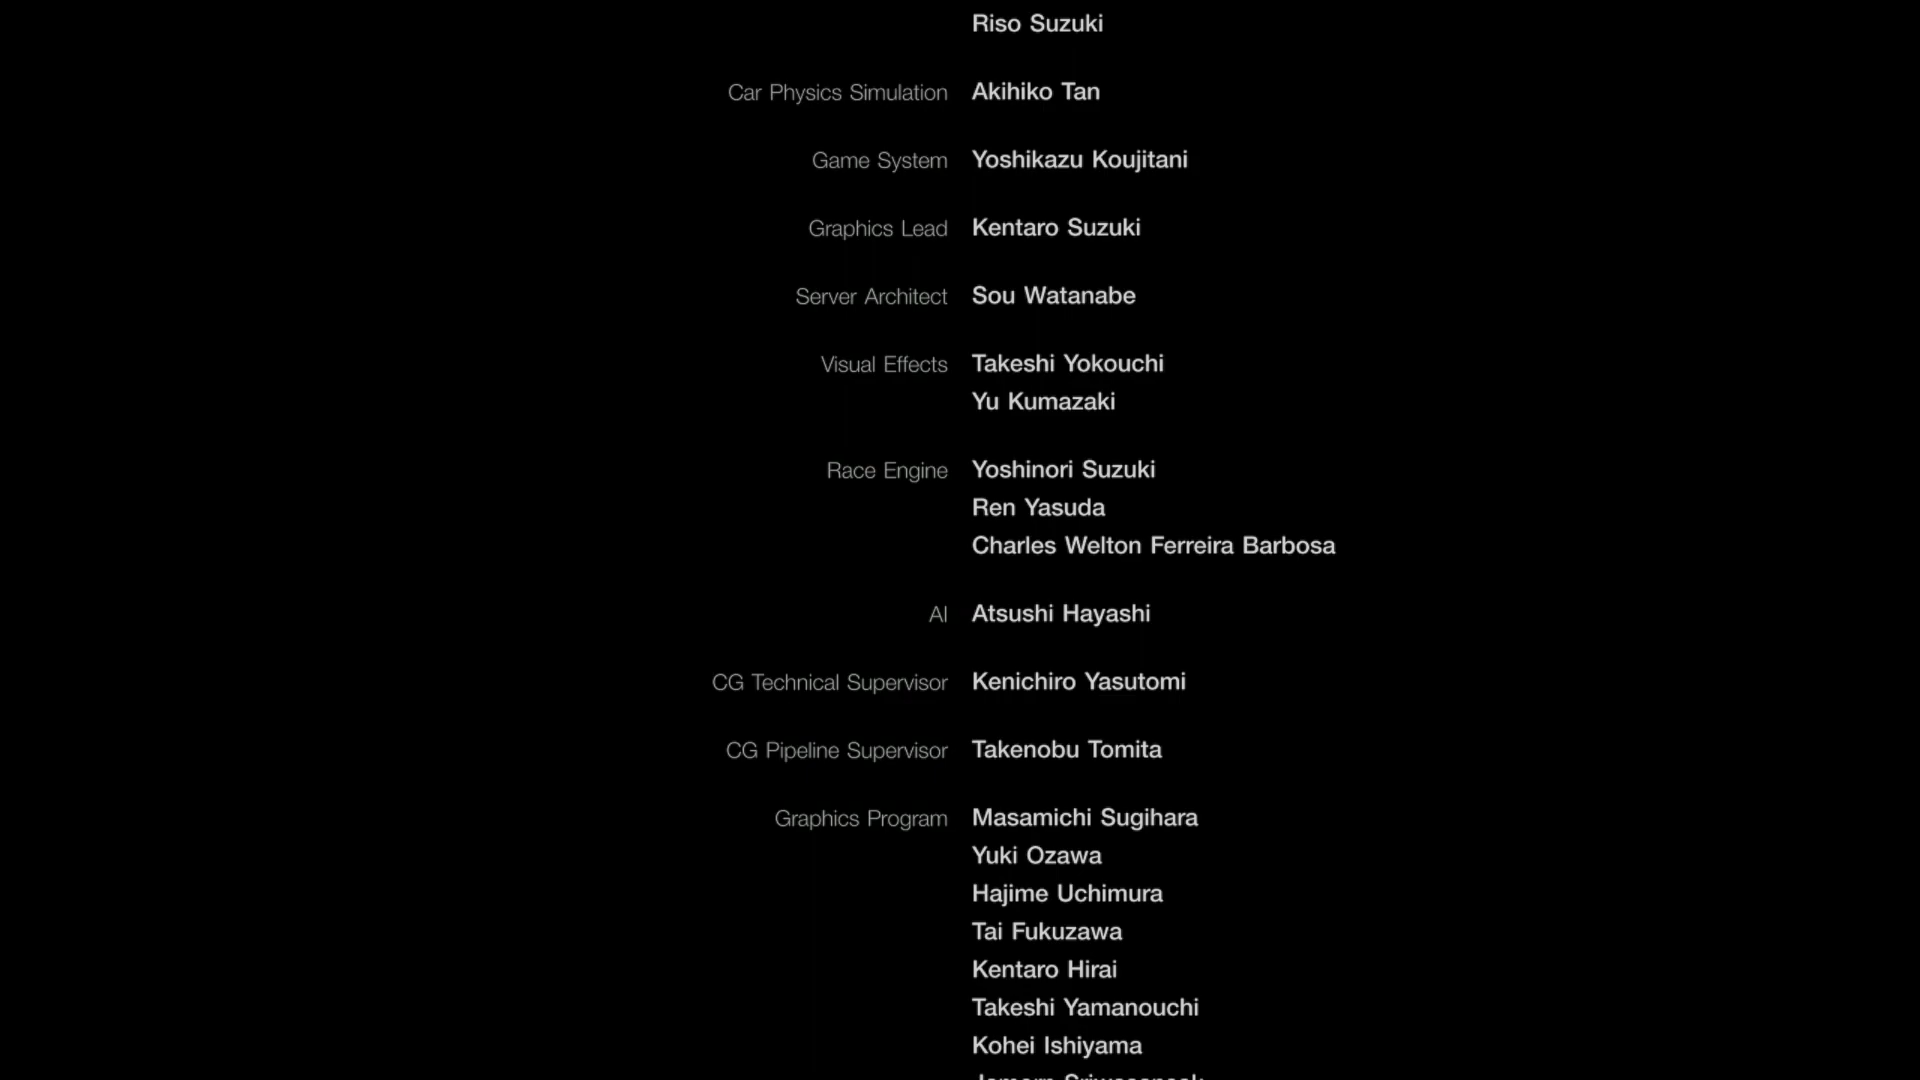 Riso Suzuki
Car Physics Simulation Akihiko Tan
Game System Yoshikazu Koujitani
Graphics Lead Kentaro Suzuki
Server Architect Sou Watanabe
Visual Effects Takeshi Yokouchi
Yu Kumazaki
Race Engine Yoshinori Suzuki
Ren Yasuda
Charles Welton Ferreira Barbosa
AI Atsushi Hayashi
CG Technical Supervisor Kenichiro Yasutomi
CG Pipeline Supervisor Takenobu Tomita
Graphics Program Masamichi Sugihara
Yuki Ozawa
Hajime Uchimura
Tai Fukuzawa
Kentaro Hirai
Takeshi Yamanouchi
Kohei Ishiyama